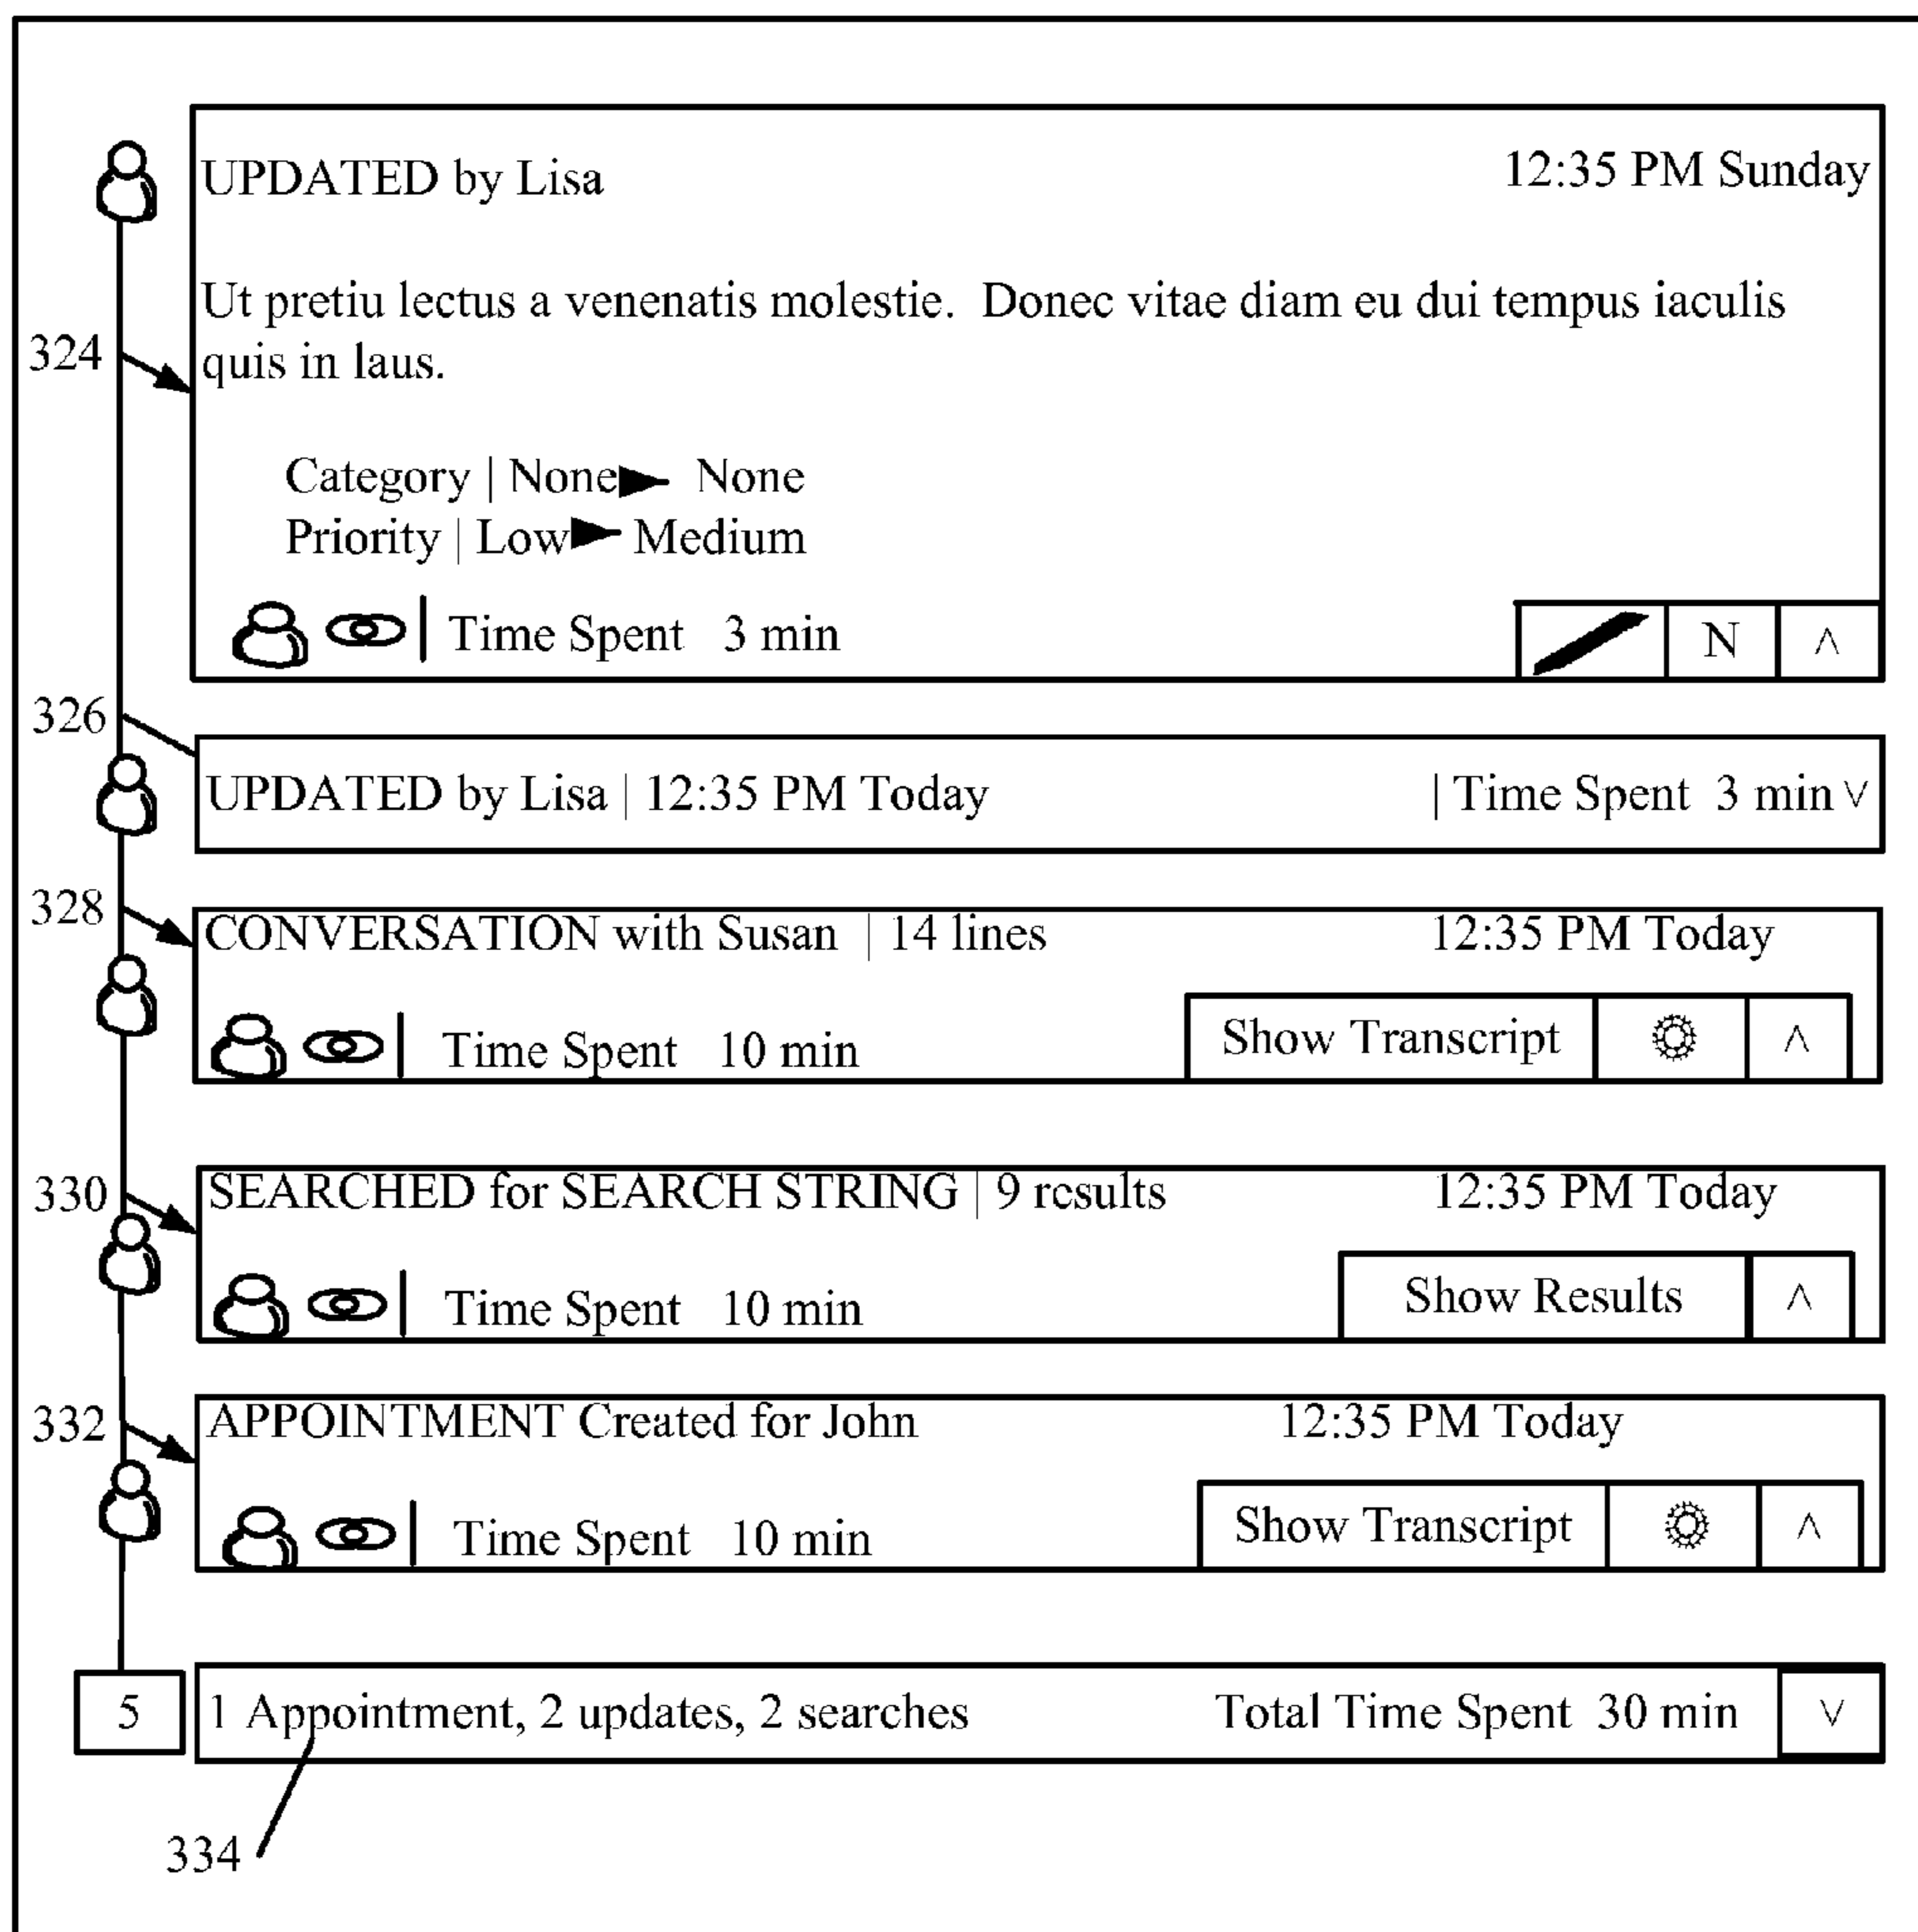 UPDATED by Lisa 12:35 PM Sunday
Ut pretiu lectus a venenatis molestie. Donec vitae diam eu dui tempus iaculis
324
quis in laus.
Category | None None
Priority | Low Medium
| Time Spent 3 min N ^
326
UPDATED by Lisa | 12:35 PM Today | Time Spent 3 min v
328
CONVERSATION with Susan | 14 lines 12:35 PM Today
| Time Spent 10 min Show Transcript ^
330
SEARCHED for SEARCH STRING | 9 results 12:35 PM Today
| Time Spent 10 min Show Results ^
332
APPOINTMENT Created for John 12:35 PM Today
| Time Spent 10 min Show Transcript ^
5 1 Appointment, 2 updates, 2 searches Total Time Spent 30 min v
334